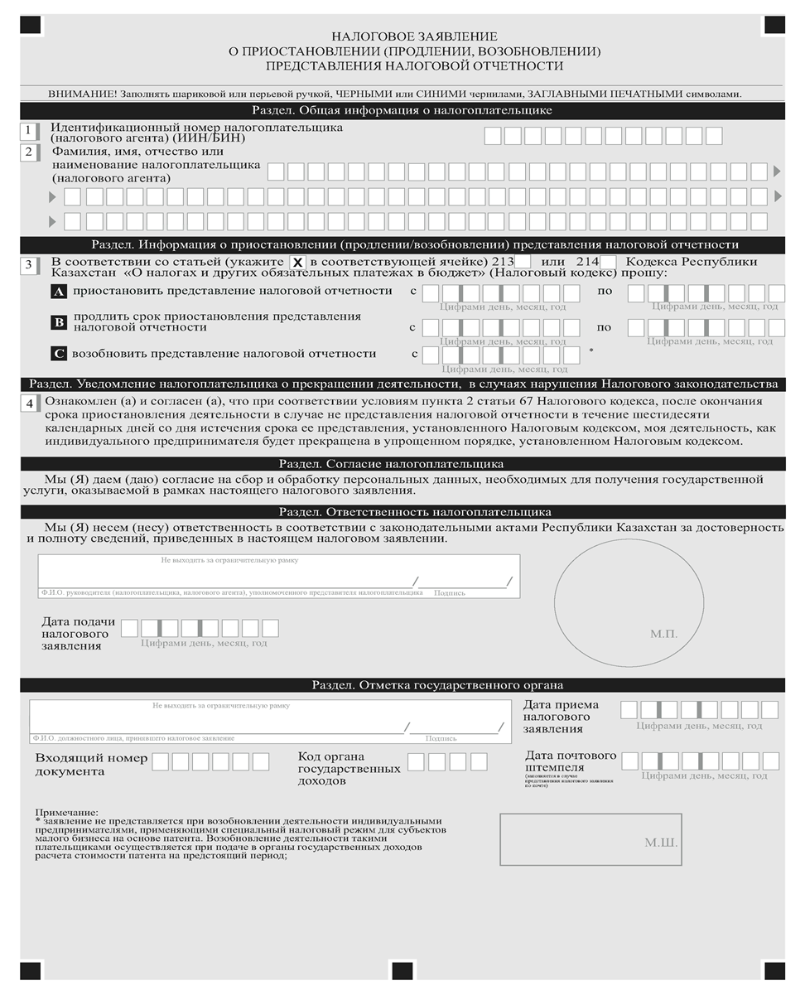 НАЛОГОВОЕ ЗАЯВЛЕНИЕ
О ПРИОСТАНОВЛЕНИИ (ПРОДЛЕНИИ, ВОЗОБНОВЛЕНИИ)
ПРЕДСТАВЛЕНИЯ НАЛОГОВОЙ ОТЧЕТНОСТИ
ВНИМАНИЕ! Заполнять шариковой или перьевой ручкой, ЧЕРНЫМИ или СИНИМИ чернилами, ЗАГЛАВНЫМИ ПЕЧАТНЫМИ символами.
Раздел. Общая информация о налогоплательщике
1 Идентификационный номер налогоплательщика
(налогового агента) (ИИН/БИН)
2 Фамилия, имя, отчество или
наименование налогоплательщика
(налогового агента)
Раздел. Информация о приостановлении (продлении/возобновлении) представления налоговой отчетности
3 В соответствии со статьей (укажите X в соответствующей ячейке) 213 или 214 Кодекса Республики
Казахстан «О налогах и других обязательных платежах в бюджет» (Налоговый кодекс) прошу:
A приостановить представление налоговой отчетности с по
Цифрами день, месяц, год Цифрами день, месяц, год
B продлить срок приостановления представления
налоговой отчетности с по
Цифрами день, месяц, год Цифрами день, месяц, год
C возобновить представление налоговой отчетности с *
Цифрами день, месяц, год
Раздел. Уведомление налогоплательщика о прекращении деятельности, в случаях нарушения Налогового законодательства
4 Ознакомлен (а) и согласен (а), что при соответствии условиям пункта 2 статьи 67 Налогового кодекса, после окончания
срока приостановления деятельности в случае не представления налоговой отчетности в течение шестидесяти
календарных дней со дня истечения срока ее представления, установленного Налоговым кодексом, моя деятельность, как
индивидуального предпринимателя будет прекращена в упрощенном порядке, установленном Налоговым кодексом.
Раздел. Согласие налогоплательщика
Мы (Я) даем (даю) согласие на сбор и обработку персональных данных, необходимых для получения государственной
услуги, оказываемой в рамках настоящего налогового заявления.
Раздел. Ответственность налогоплательщика
Мы (Я) несем (несу) ответственность в соответствии с законодательными актами Республики Казахстан за достоверность
и полноту сведений, приведенных в настоящем налоговом заявлении.
Не выходить за ограничительную рамку
/ /
Ф.И.О. руководителя (налогоплательщика, налогового агента), уполномоченного представителя налогоплательщика Подпись
Дата подачи
налогового
заявления
Цифрами день, месяц, год
М.П.
Раздел. Отметка государственного органа
Не выходить за ограничительную рамку
/ /
Ф.И.О. должностного лица, принявшего налоговое заявление Подпись
Дата приема
налогового
заявления
Цифрами день, месяц, год
Входящий номер
документа
Код органа
государственных
доходов
Дата почтового
штемпеля
(заполняется в случае
представления налогового заявления
по почте)
Цифрами день, месяц, год
Примечание:
* заявление не представляется при возобновлении деятельности индивидуальными
предпринимателями, применяющими специальный налоговый режим для субъектов
малого бизнеса на основе патента. Возобновление деятельности такими
плательщиками осуществляется при подаче в органы государственных доходов
расчета стоимости патента на предстоящий период;
М.Ш.